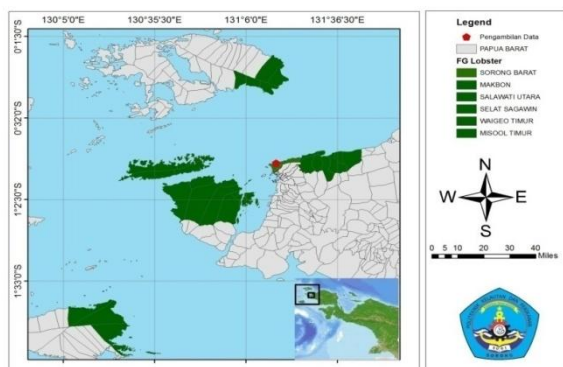 130°5'0"E 130°35'30"E 131°6'0"E 131°36'30"E
0°1'30"S
0°32'0"S
1°2'30"S
1°33'0"S
Legend
Pengambilan Data
PAPUA BARAT
FG Lobster
SORONG BARAT
MAKBON
SALAWATI UTARA
SELAT SAGAWIN
WAIGEO TIMUR
MISOOL TIMUR
N
W E
S
0 5 10 20 30 40
Miles
SORONG